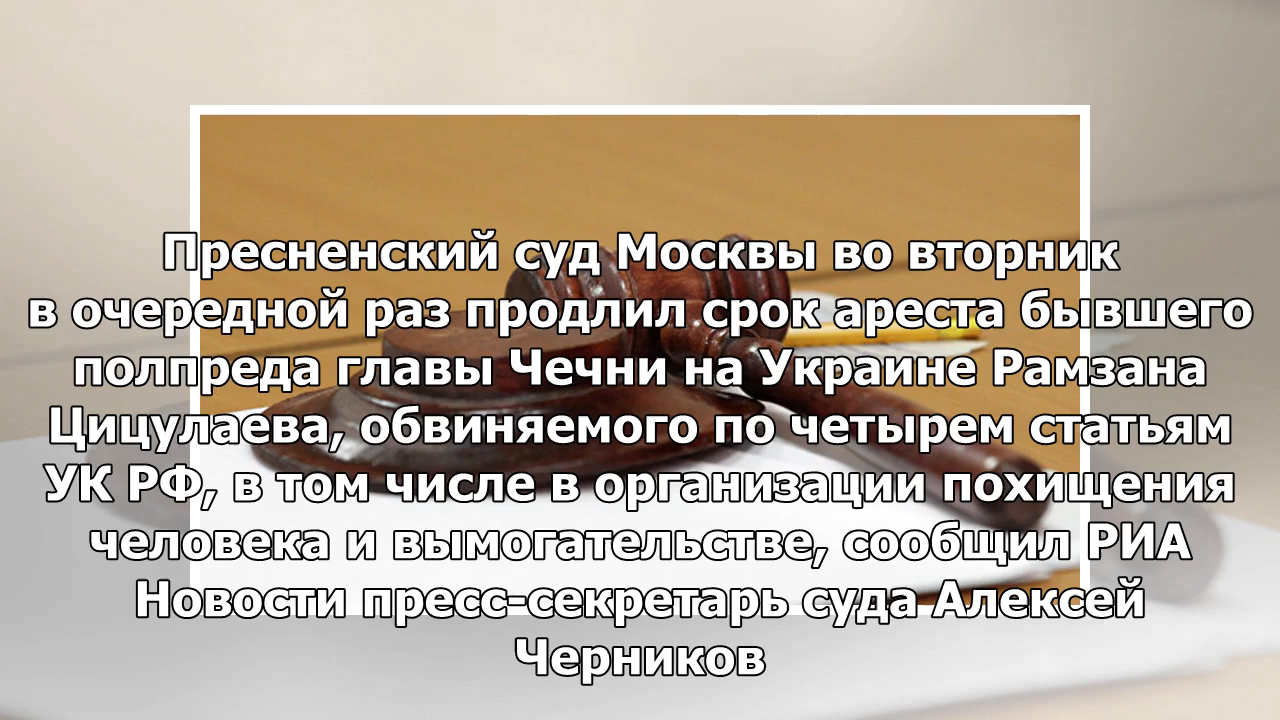 Пресненский суд Москвы во вторник
в очередной раз продлил срок ареста бывшего
полпреда главы Чечни на Украине Рамзана
Цицулаева, обвиняемого по четырем статьям
УК РФ, в том числе в организации похищения
человека и вымогательстве, сообщил РИА
Новости пресс-секретарь суда Алексей
Черников